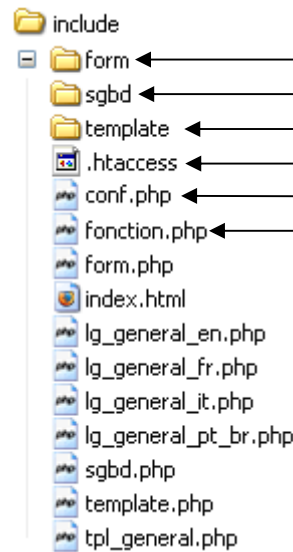 include
form
sgbd
template
.htaccess
conf.php
fonction.php
form.php
index.html
lg_general_en.php
lg_general_fr.php
lg_general_it.php
lg_general_pt_br.php
sgbd.php
template.php
tpl_general.php